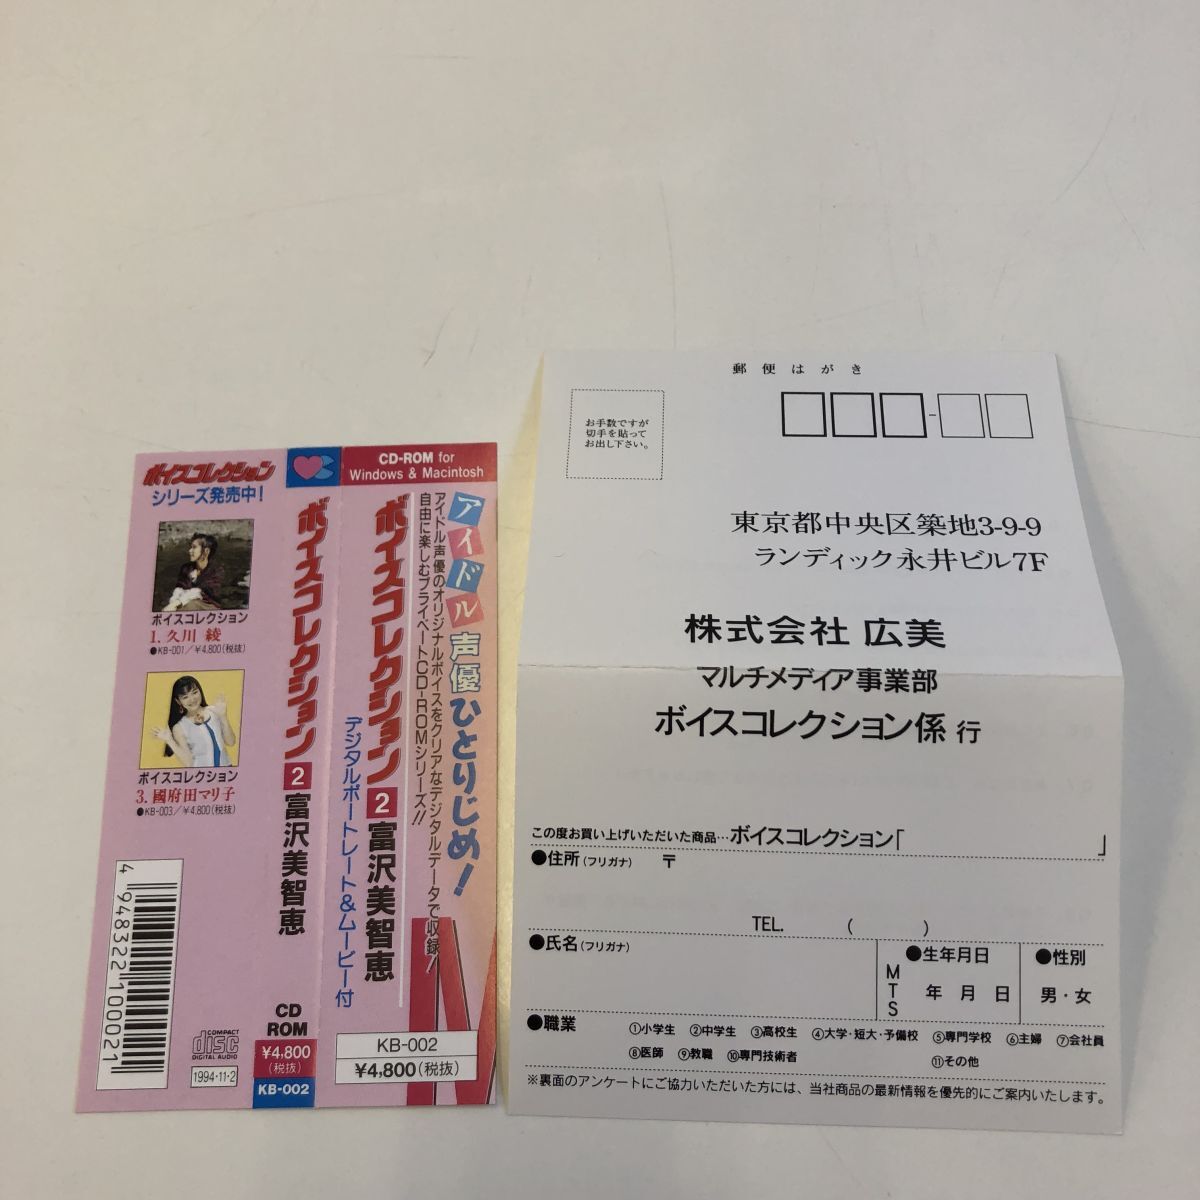 ボイスコレクション
シリーズ発売中!
ボイスコレクション
1.久川 綾
●KB-001/¥4,800(税抜)
ボイスコレクション
3.國府田マリ子
●KB-003/¥4,800(税抜)
4948322100021
COMPACT
disc
DIGITAL AUDIO
1994・11・2
ボイスコレクション 2 富沢美智恵
CD
ROM
¥4,800
(税抜)
KB-002
CD-ROM for
Windows & Macintosh
アイドル声優ひとりじめ!
アイドル声優のオリジナルボイスをクリアなデジタルデータで収録!
自由に楽しむプライベートCD-ROMシリーズ!!
ボイスコレクション 2 富沢美智恵
デジタルポートレート&ムービー付
KB-002
¥4,800(税抜)
郵便はがき
お手数ですが
切手を貼って
お出し下さい。
東京都中央区築地3-9-9
ランディック永井ビル7F
株式会社 広美
マルチメディア事業部
ボイスコレクション係 行
この度お買い上げいただいた商品…ボイスコレクション「 」
●住所(フリガナ) 〒
TEL. ( )
●氏名(フリガナ)
●生年月日
M
T
S
年 月 日
●性別
男・女
●職業
①小学生 ②中学生 ③高校生 ④大学・短大・予備校 ⑤専門学校 ⑥主婦 ⑦会社員
⑧医師 ⑨教職 ⑩専門技術者 ⑪その他
※裏面のアンケートにご協力いただいた方には、当社商品の最新情報を優先的にご案内いたします。